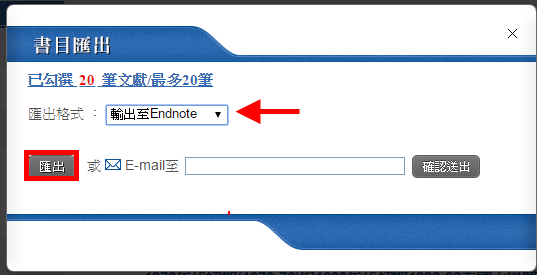 書目匯出
已勾選 20 筆文獻/最多20筆
匯出格式 ： 輸出至Endnote
匯出 或 E-mail至 確認送出